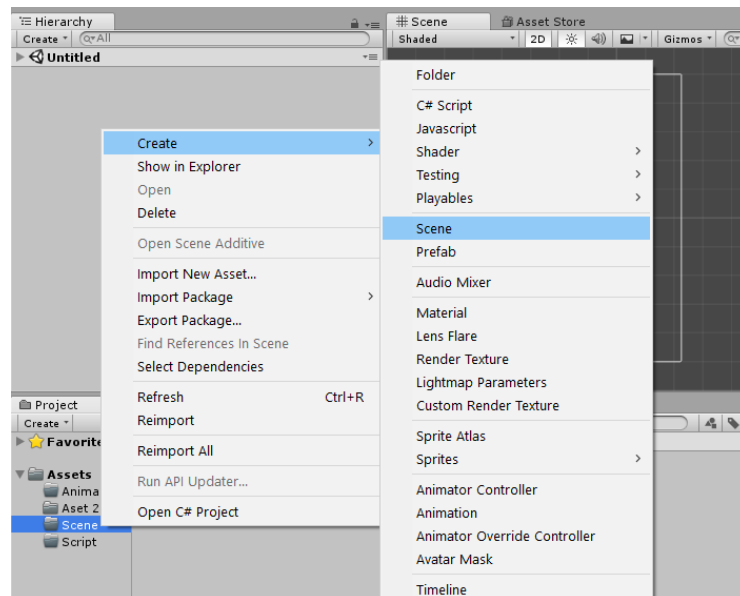 Hierarchy
Create
All
Untitled
Scene
Asset Store
Shaded
2D
Gizmos
Create
Show in Explorer
Open
Delete
Open Scene Additive
Import New Asset...
Import Package
Export Package...
Find References In Scene
Select Dependencies
Refresh Ctrl+R
Reimport
Reimport All
Run API Updater...
Open C# Project
Folder
C# Script
Javascript
Shader
Testing
Playables
Scene
Prefab
Audio Mixer
Material
Lens Flare
Render Texture
Lightmap Parameters
Custom Render Texture
Sprite Atlas
Sprites
Animator Controller
Animation
Animator Override Controller
Avatar Mask
Timeline
Project
Create
Favorite
Assets
Anima
Aset 2
Scene
Script